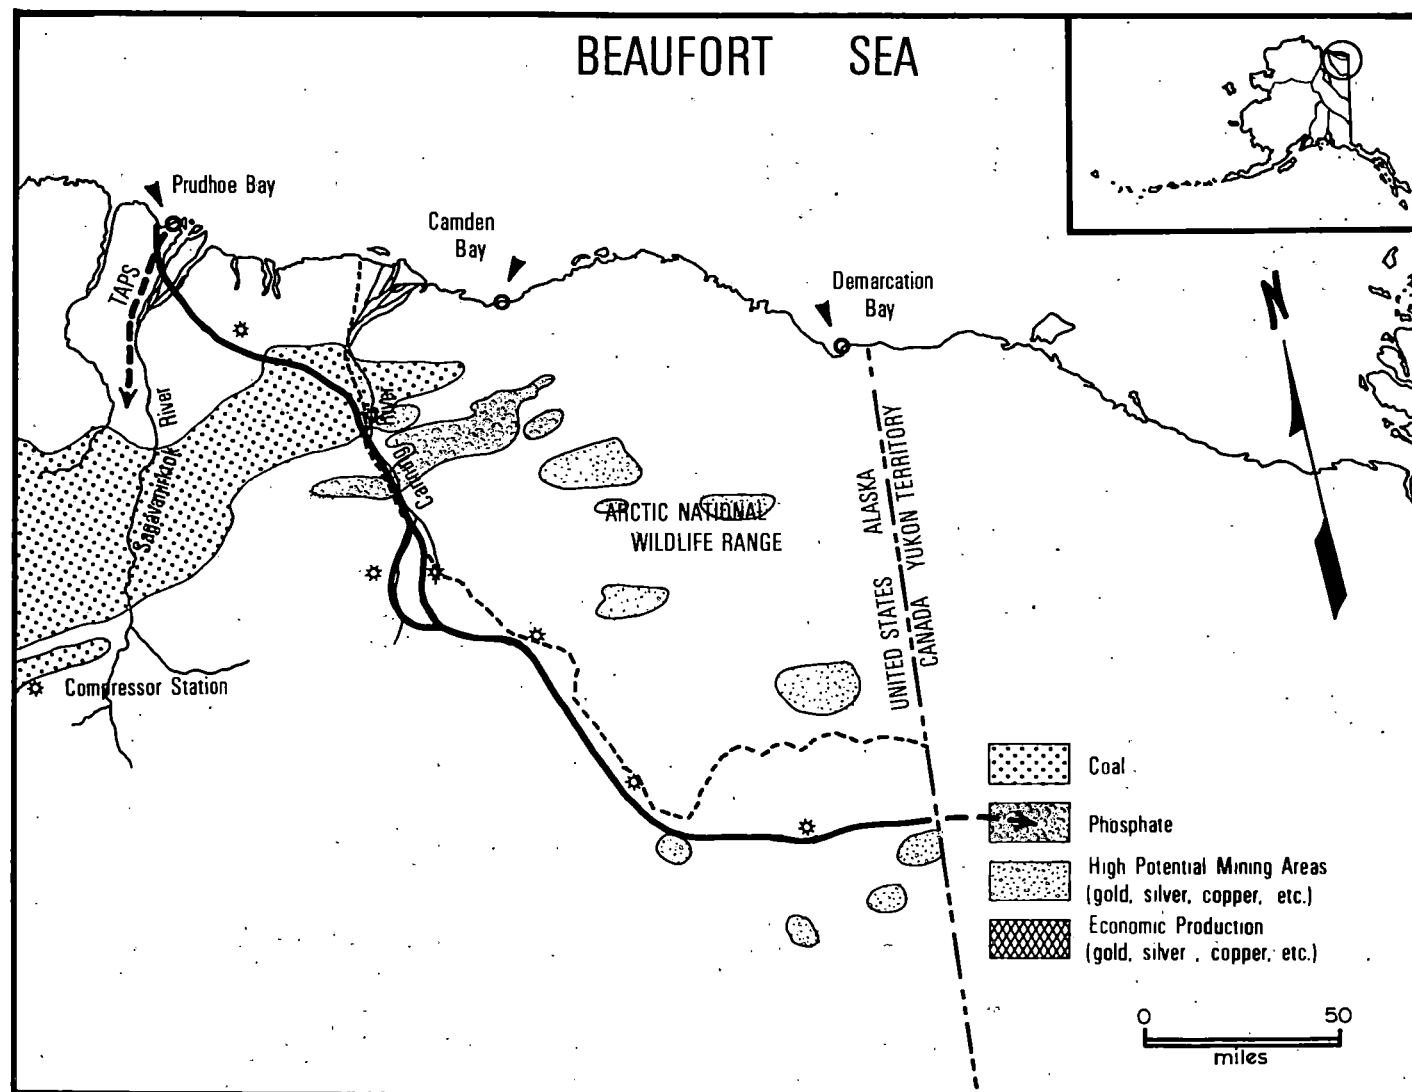 BEAUFORT SEA
Prudhoe Bay
Camden
Bay
Demarcation
Bay
N
TAPS
River
Sagavanirktok
River
Canning
ARCTIC NATIONAL
WILDLIFE RANGE
UNITED STATES ALASKA
CANADA YUKON TERRITORY
Compressor Station
Coal
Phosphate
High Potential Mining Areas
(gold, silver, copper, etc.)
Economic Production
(gold, silver , copper, etc.)
0 50
miles